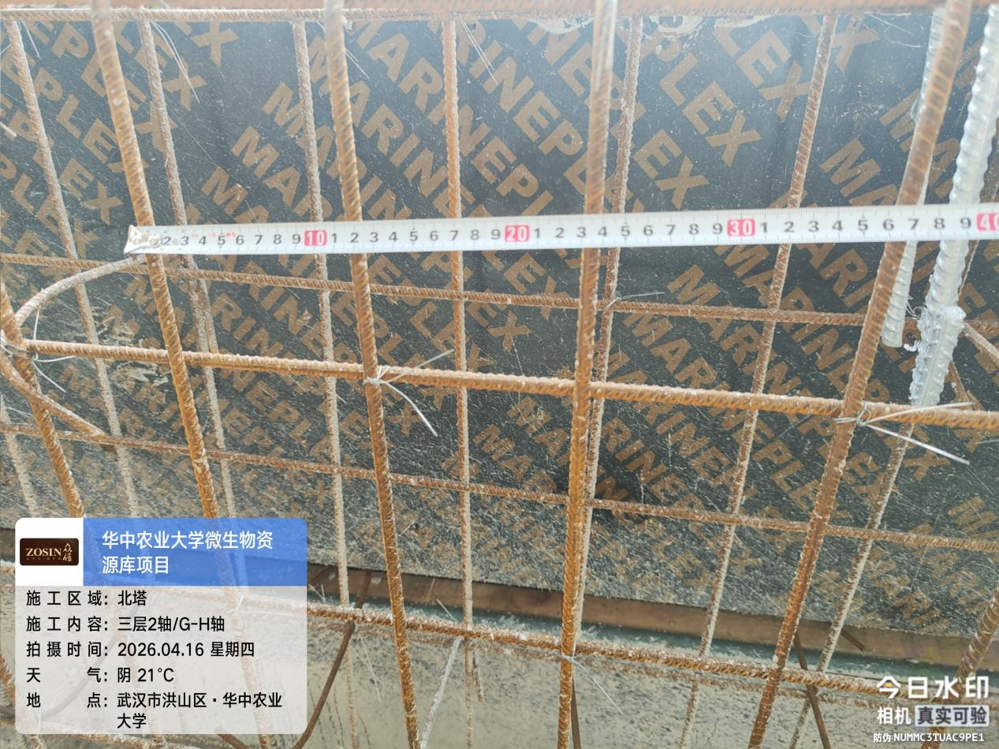 MARINEPLEX
MARINEPLEX
MARINEPLEX
1 2 3 4 5 6 7 8 9 10 1 2 3 4 5 6 7 8 9 20 1 2 3 4 5 6 7 8 9 30 1 2 3 4 5 6 7 8 9 40
ZOSIN 众信
华中农业大学微生物资
源库项目
施工区域：北塔
施工内容：三层2轴/G-H轴
拍摄时间：2026.04.16 星期四
天气：阴 21℃
地点：武汉市洪山区·华中农业
大学
今日水印
相机 真实可验
防伪 NUMMC3TUAC9PE1